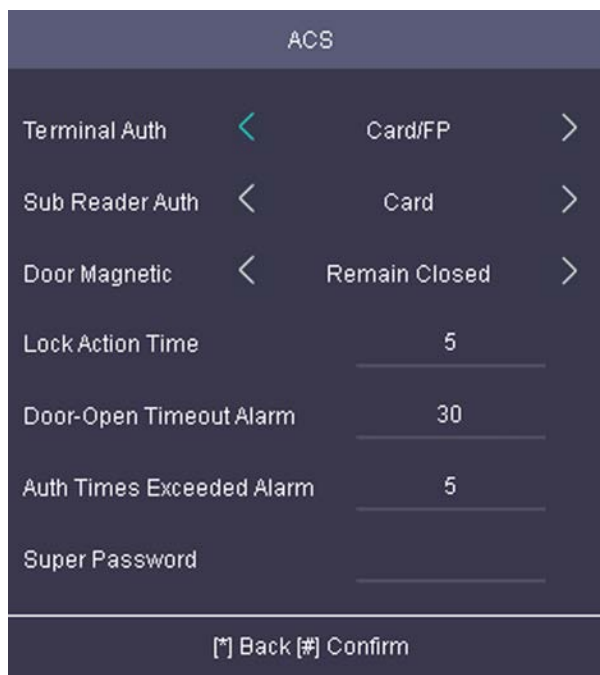 ACS
Terminal Auth < Card/FP >
Sub Reader Auth < Card >
Door Magnetic < Remain Closed >
Lock Action Time 5
Door-Open Timeout Alarm 30
Auth Times Exceeded Alarm 5
Super Password
[*] Back [#] Confirm